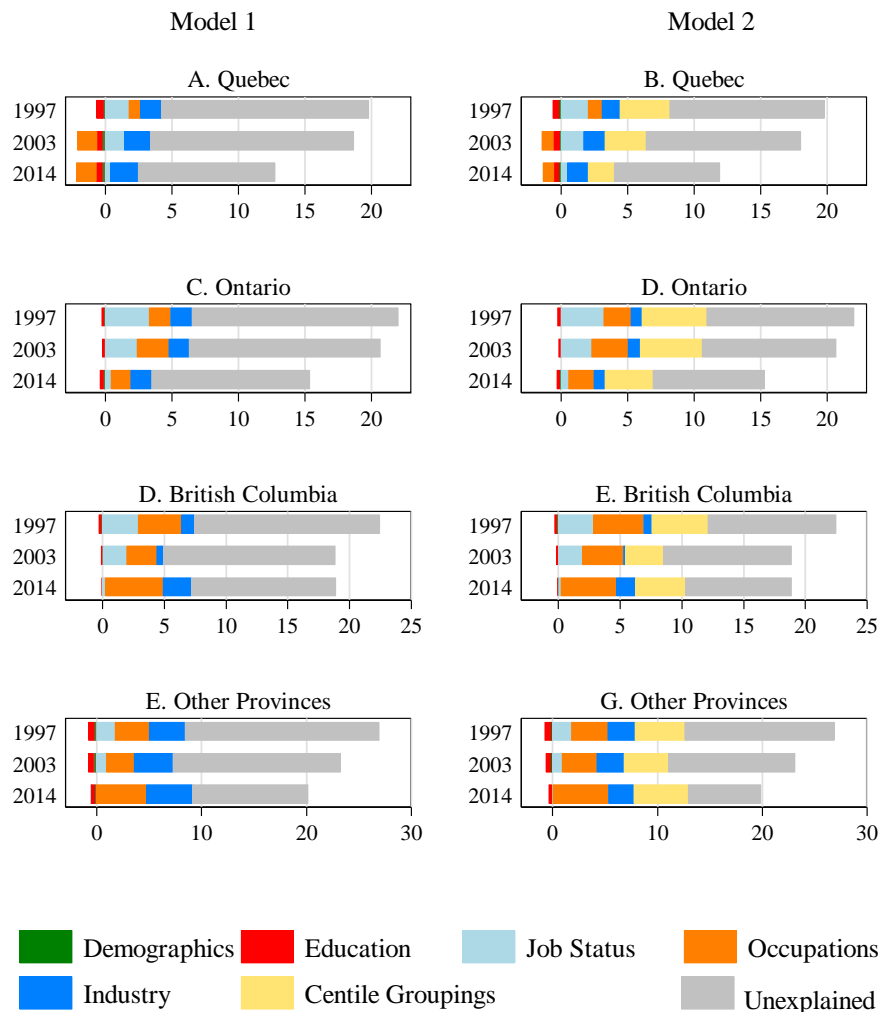 Model 1 Model 2
A. Quebec B. Quebec
1997 1997
2003 2003
2014 2014
0 5 10 15 20 0 5 10 15 20
C. Ontario D. Ontario
1997 1997
2003 2003
2014 2014
0 5 10 15 20 0 5 10 15 20
D. British Columbia E. British Columbia
1997 1997
2003 2003
2014 2014
0 5 10 15 20 25 0 5 10 15 20 25
E. Other Provinces G. Other Provinces
1997 1997
2003 2003
2014 2014
0 10 20 30 0 10 20 30
Demographics Education Job Status Occupations
Industry Centile Groupings Unexplained